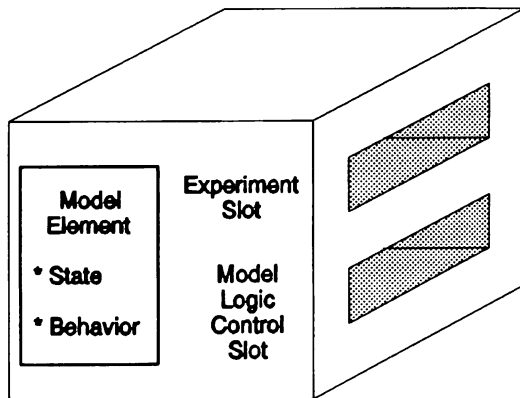 Model
Element
* State
* Behavior
Experiment
Slot
Model
Logic
Control
Slot